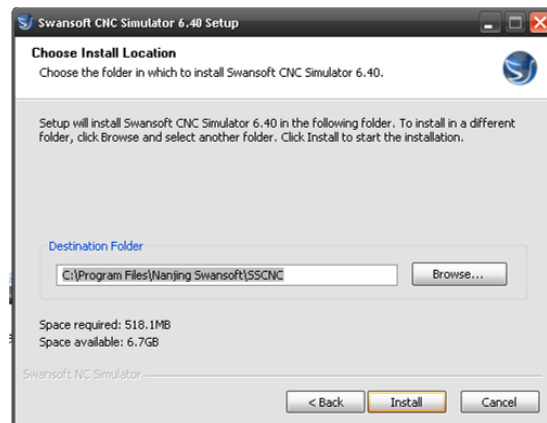 Swansoft CNC Simulator 6.40 Setup
Choose Install Location
Choose the folder in which to install Swansoft CNC Simulator 6.40.
Setup will install Swansoft CNC Simulator 6.40 in the following folder. To install in a different
folder, click Browse and select another folder. Click Install to start the installation.
Destination Folder
C:\Program Files\Nanjing Swansoft\SSCNC
Browse...
Space required: 518.1MB
Space available: 6.7GB
Swansoft NC Simulator
< Back
Install
Cancel